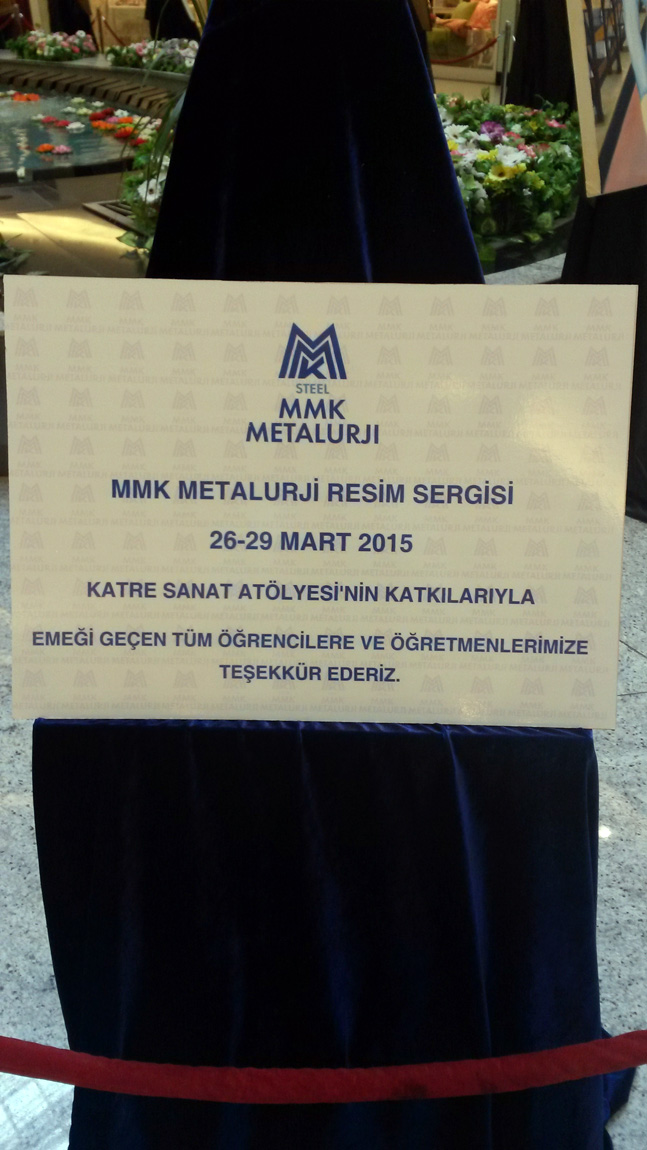 MMK
STEEL
MMK
METALURJI
MMK METALURJİ RESİM SERGİSİ
26-29 MART 2015
KATRE SANAT ATÖLYESİ'NİN KATKILARIYLA
EMEĞİ GEÇEN TÜM ÖĞRENCİLERE VE ÖĞRETMENLERİMİZE
TEŞEKKÜR EDERİZ.